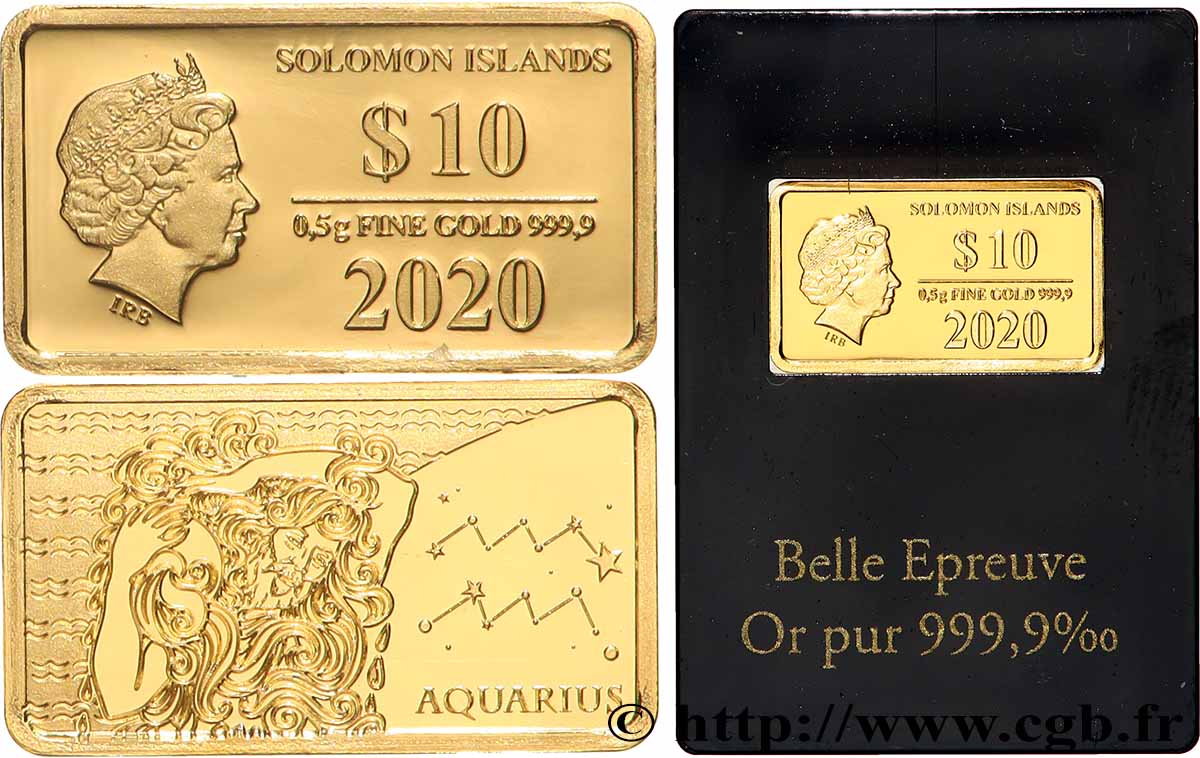 SOLOMON ISLANDS
$ 10
0,5g FINE GOLD 999,9
2020
IRB
AQUARIUS
SOLOMON ISLANDS
$ 10
0,5g FINE GOLD 999,9
2020
IRB
Belle Epreuve
Or pur 999,9‰
© http://www.cgb.fr